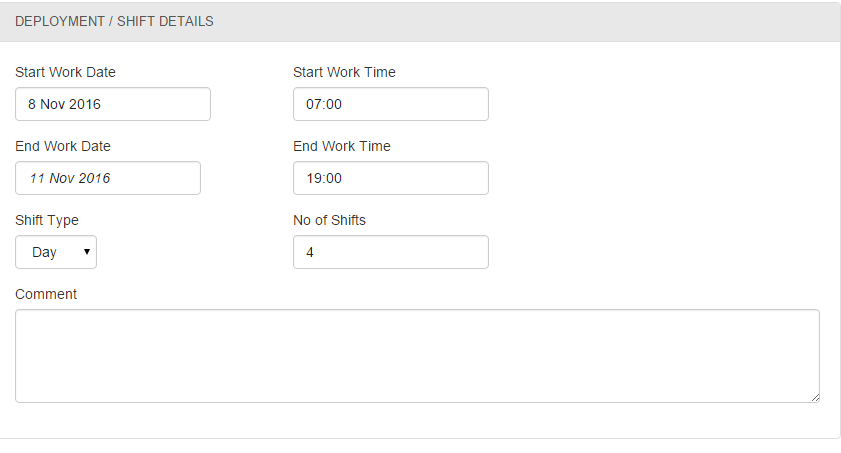 DEPLOYMENT / SHIFT DETAILS
Start Work Date Start Work Time
8 Nov 2016 07:00
End Work Date End Work Time
11 Nov 2016 19:00
Shift Type No of Shifts
Day 4
Comment